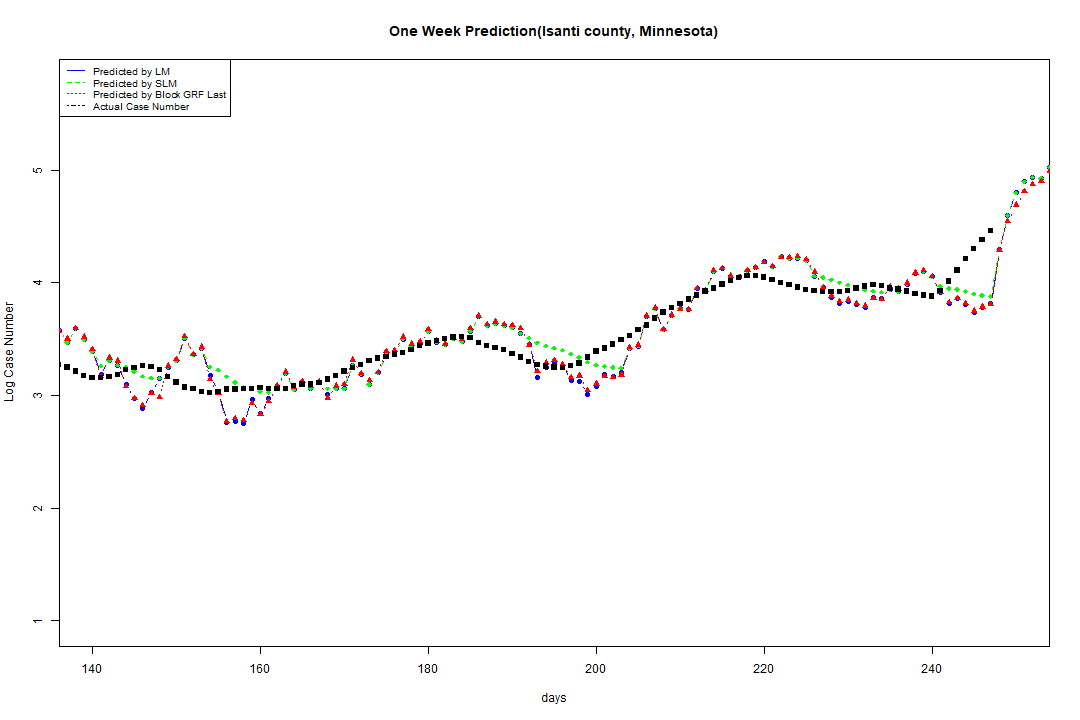 One Week Prediction(Isanti county, Minnesota)
Predicted by LM
Predicted by SLM
Predicted by Block GRF Last
Actual Case Number
5
4
3
2
1
Log Case Number
140 160 180 200 220 240
days